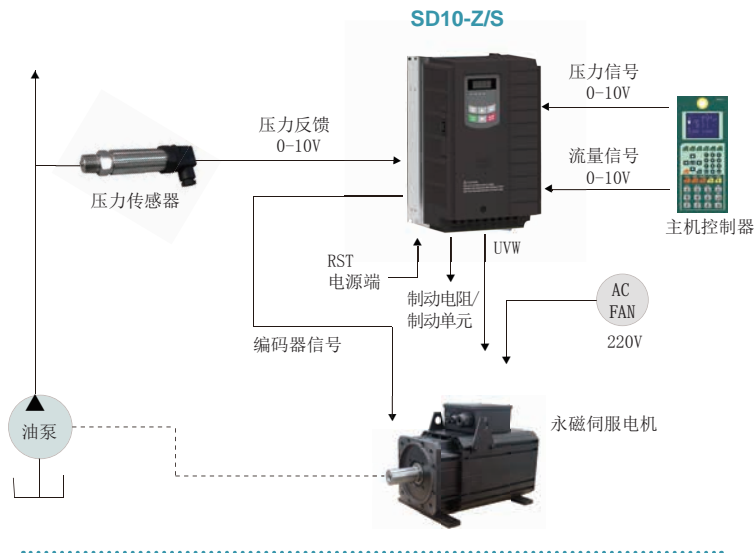 SD10-Z/S
压力信号
0-10V
压力反馈
0-10V
流量信号
0-10V
压力传感器
主机控制器
UVW
RST
电源端
制动电阻/
制动单元
AC
FAN
220V
编码器信号
永磁伺服电机
油泵